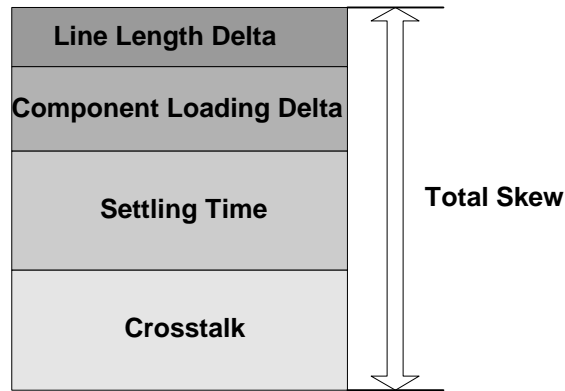 Line Length Delta
Component Loading Delta
Settling Time
Total Skew
Crosstalk